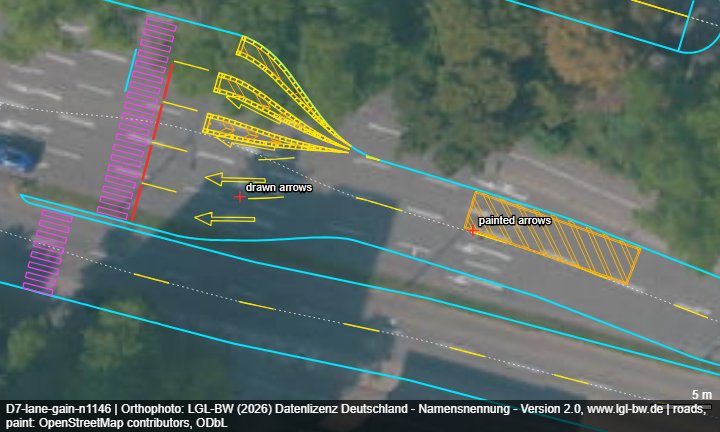 drawn arrows
painted arrows
5 m
D7-lane-gain-n1146 | Orthophoto: LGL-BW (2026) Datenlizenz Deutschland - Namensnennung - Version 2.0, www.lgl-bw.de | roads,
paint: OpenStreetMap contributors, ODbL